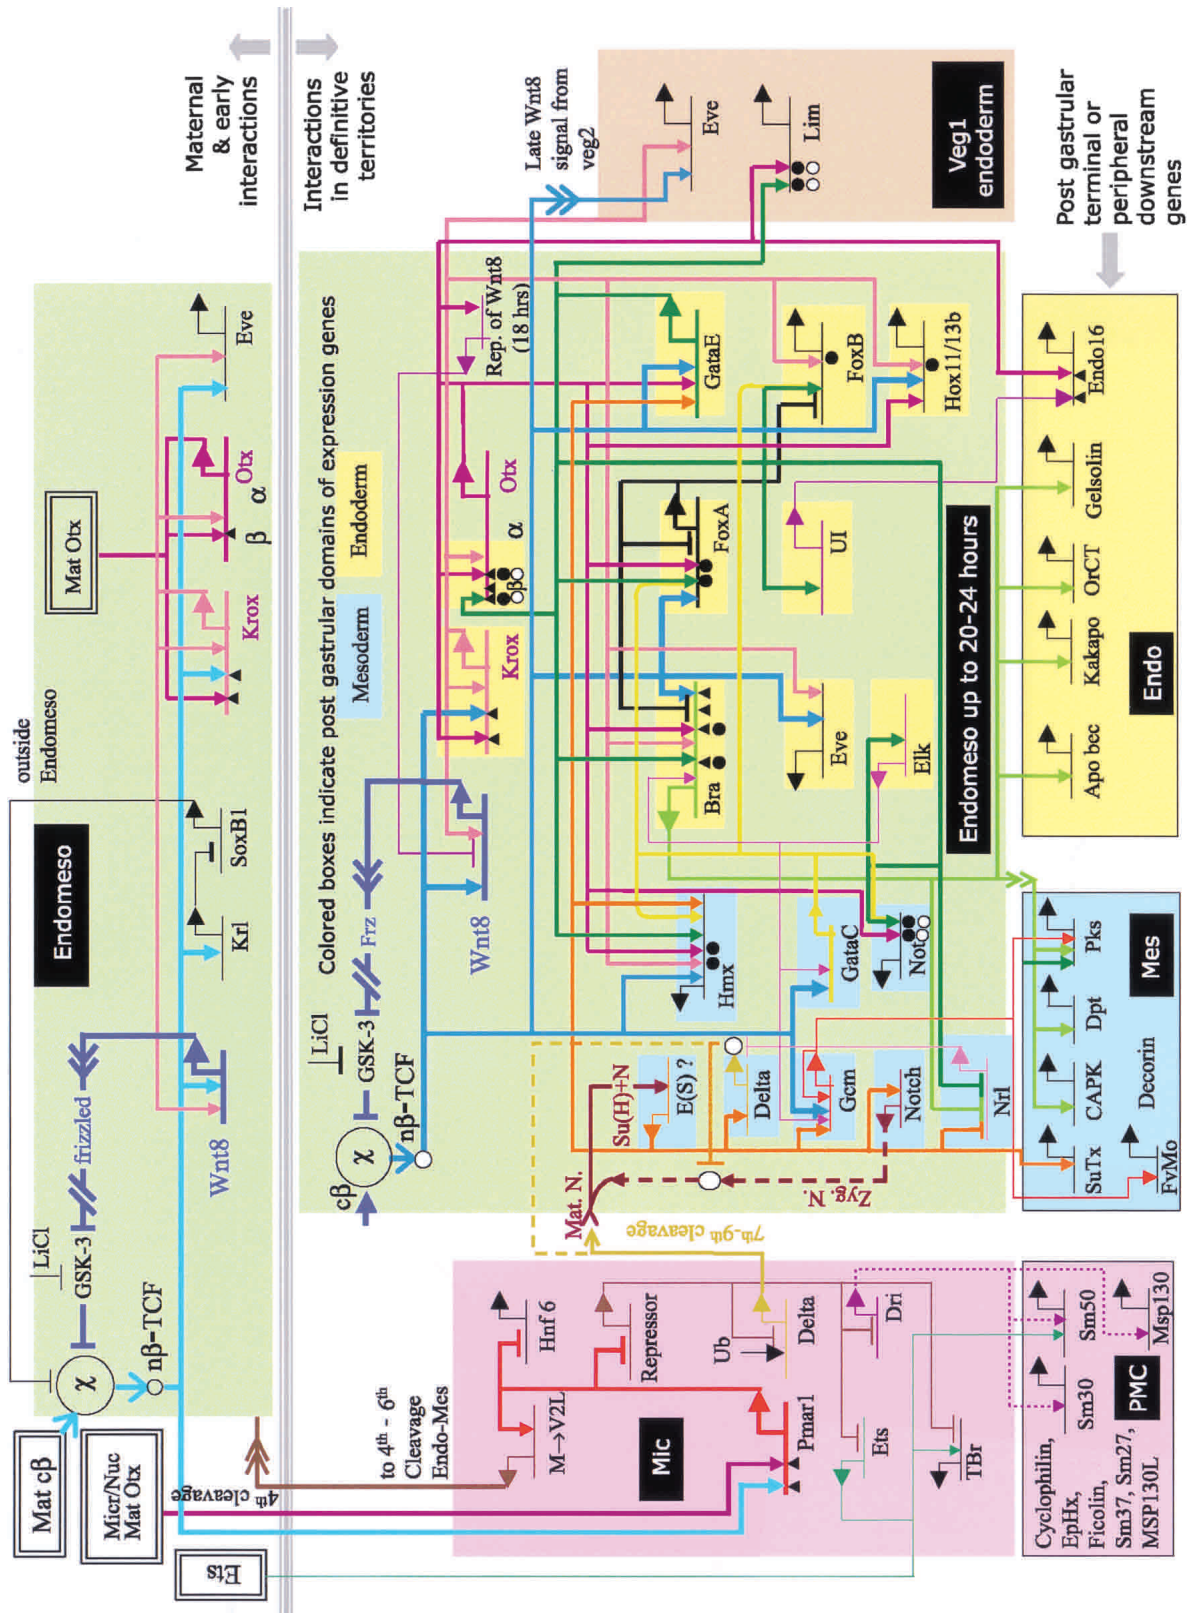 Maternal
& early
interactions
Interactions
in definitive
territories
Endomeso
outside
Endomeso
Mat Otx
LiCl
GSK-3
frizzled
Wnt8
Krl
SoxB1
Krox
β
α
Otx
Eve
χ
nβ-TCF
Mat cβ
Micr/Nuc
Mat Otx
Ets
4th cleavage
Colored boxes indicate post gastrular domains of expression genes
Mesoderm
Endoderm
LiCl
GSK-3
Frz
Wnt8
cβ
χ
nβ-TCF
Krox
α
β
Otx
Rep. of Wnt8
(18 hrs)
Late Wnt8
signal from
veg2
Eve
Lim
Veg1
endoderm
Mat. N.
Su(H)+N
E(S) ?
Zyg. N.
7th-9th cleavage
Delta
Gcm
Notch
Nrl
Hmx
GataC
Not
Bra
Eve
Elk
FoxA
UI
GataE
FoxB
Hox11/13b
Endomeso up to 20-24 hours
to 4th - 6th
Cleavage
Endo-Mes
Mic
Hnf 6
M→V2L
Repressor
Pmar1
Ub
Delta
Ets
Dri
TBr
PMC
Cyclophilin,
EpHx,
Ficolin,
Sm37, Sm27,
MSP130L
Sm30
Sm50
Msp130
Mes
SuTx
FvMo
CAPK
Decorin
Dpt
Pks
Endo
Apo bec
Kakapo
OrCT
Gelsolin
Endo16
Post gastrular
terminal or
peripheral
downstream
genes